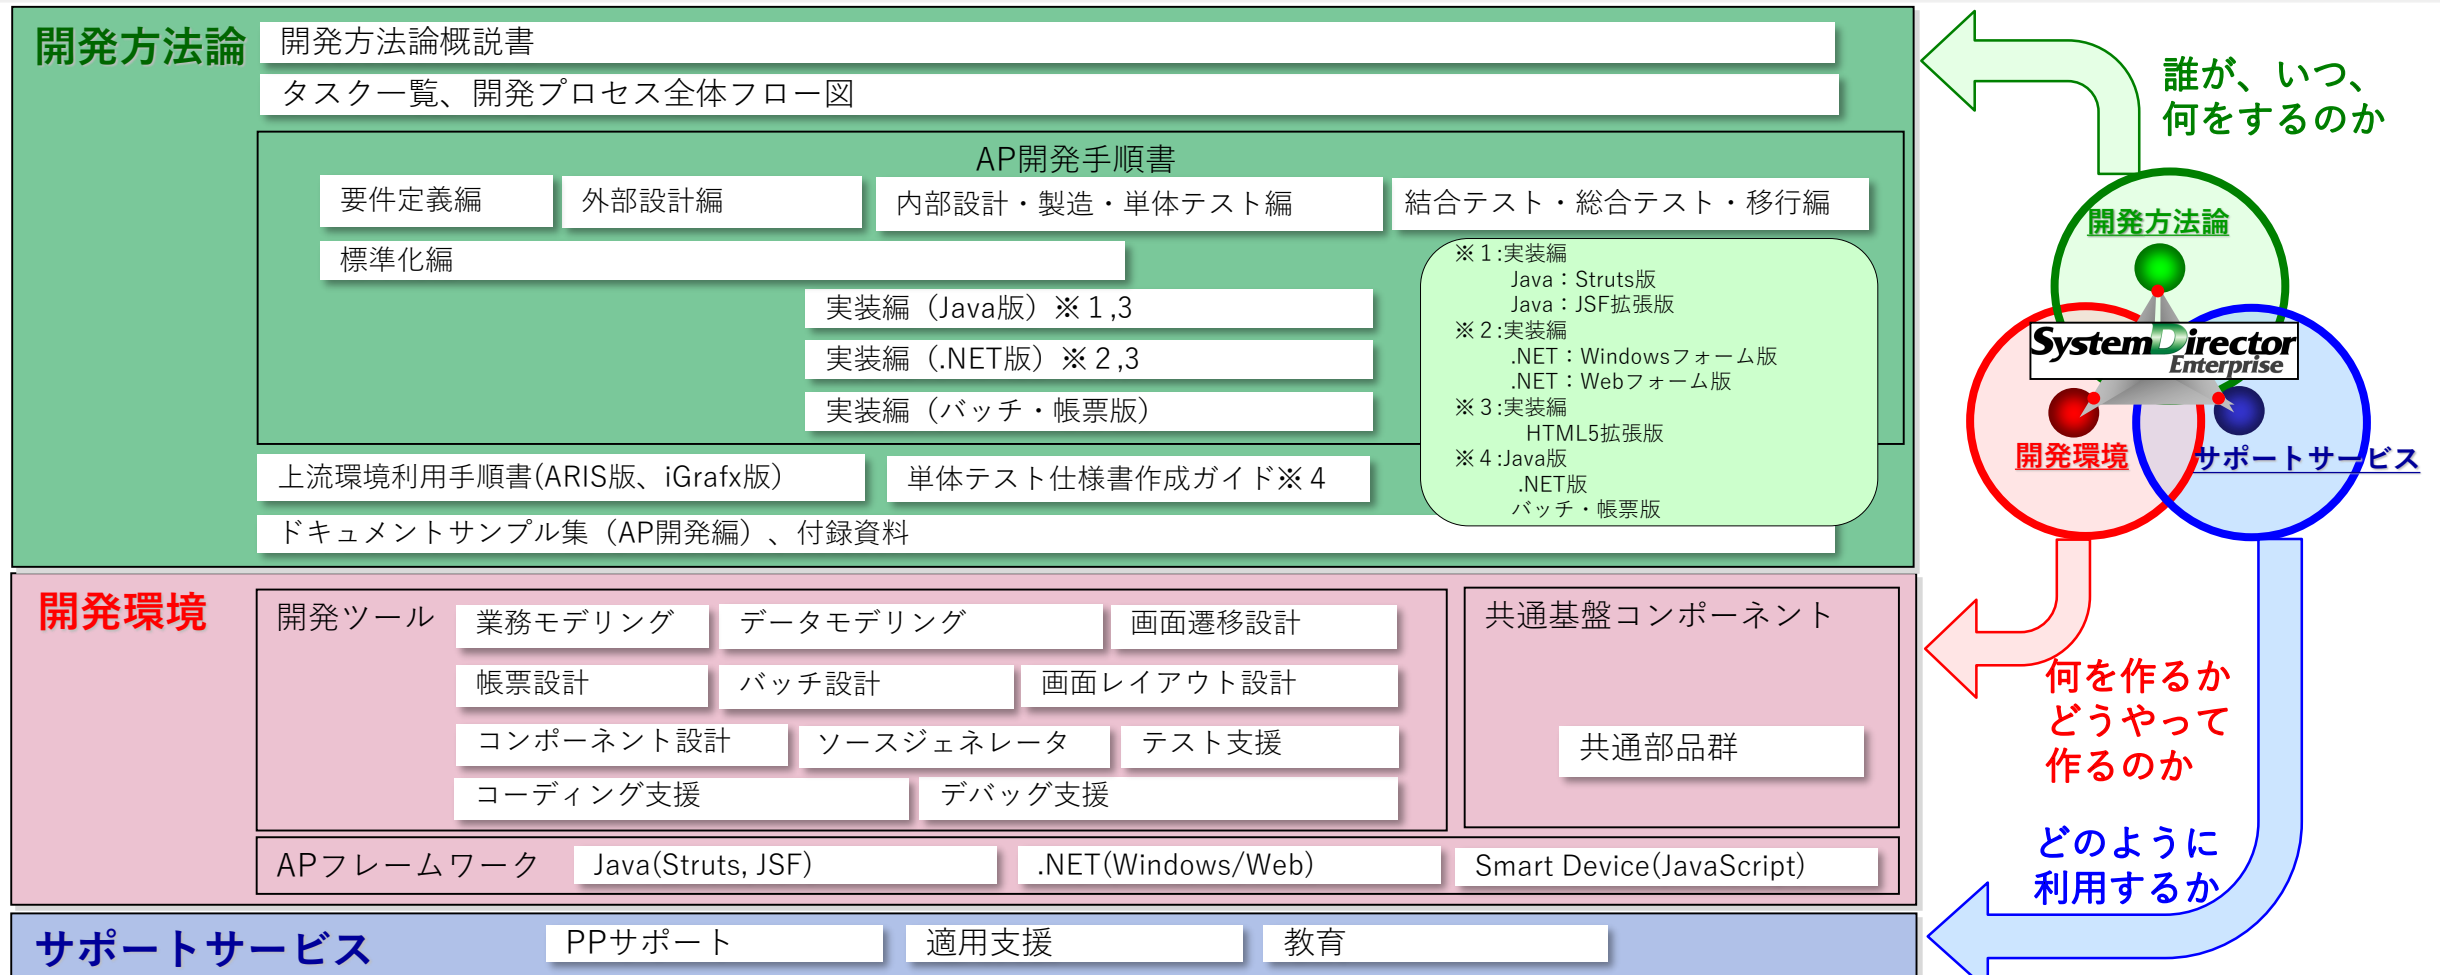 開発方法論
開発方法論概説書
タスク一覧、開発プロセス全体フロー図
AP開発手順書
要件定義編
外部設計編
内部設計・製造・単体テスト編
結合テスト・総合テスト・移行編
標準化編
実装編（Java版）※１,3
実装編（.NET版）※２,3
実装編（バッチ・帳票版）
※１:実装編
Java：Struts版
Java：JSF拡張版
※２:実装編
.NET：Windowsフォーム版
.NET：Webフォーム版
※３:実装編
HTML5拡張版
※４:Java版
.NET版
バッチ・帳票版
上流環境利用手順書(ARIS版、iGrafx版）
単体テスト仕様書作成ガイド※４
ドキュメントサンプル集（AP開発編）、付録資料
開発環境
開発ツール
業務モデリング
データモデリング
画面遷移設計
帳票設計
バッチ設計
画面レイアウト設計
コンポーネント設計
ソースジェネレータ
テスト支援
コーディング支援
デバッグ支援
共通基盤コンポーネント
共通部品群
APフレームワーク
Java(Struts, JSF)
.NET(Windows/Web)
Smart Device(JavaScript)
サポートサービス
PPサポート
適用支援
教育
誰が、いつ、
何をするのか
開発方法論
SystemDirector
Enterprise
開発環境
サポートサービス
何を作るか
どうやって
作るのか
どのように
利用するか